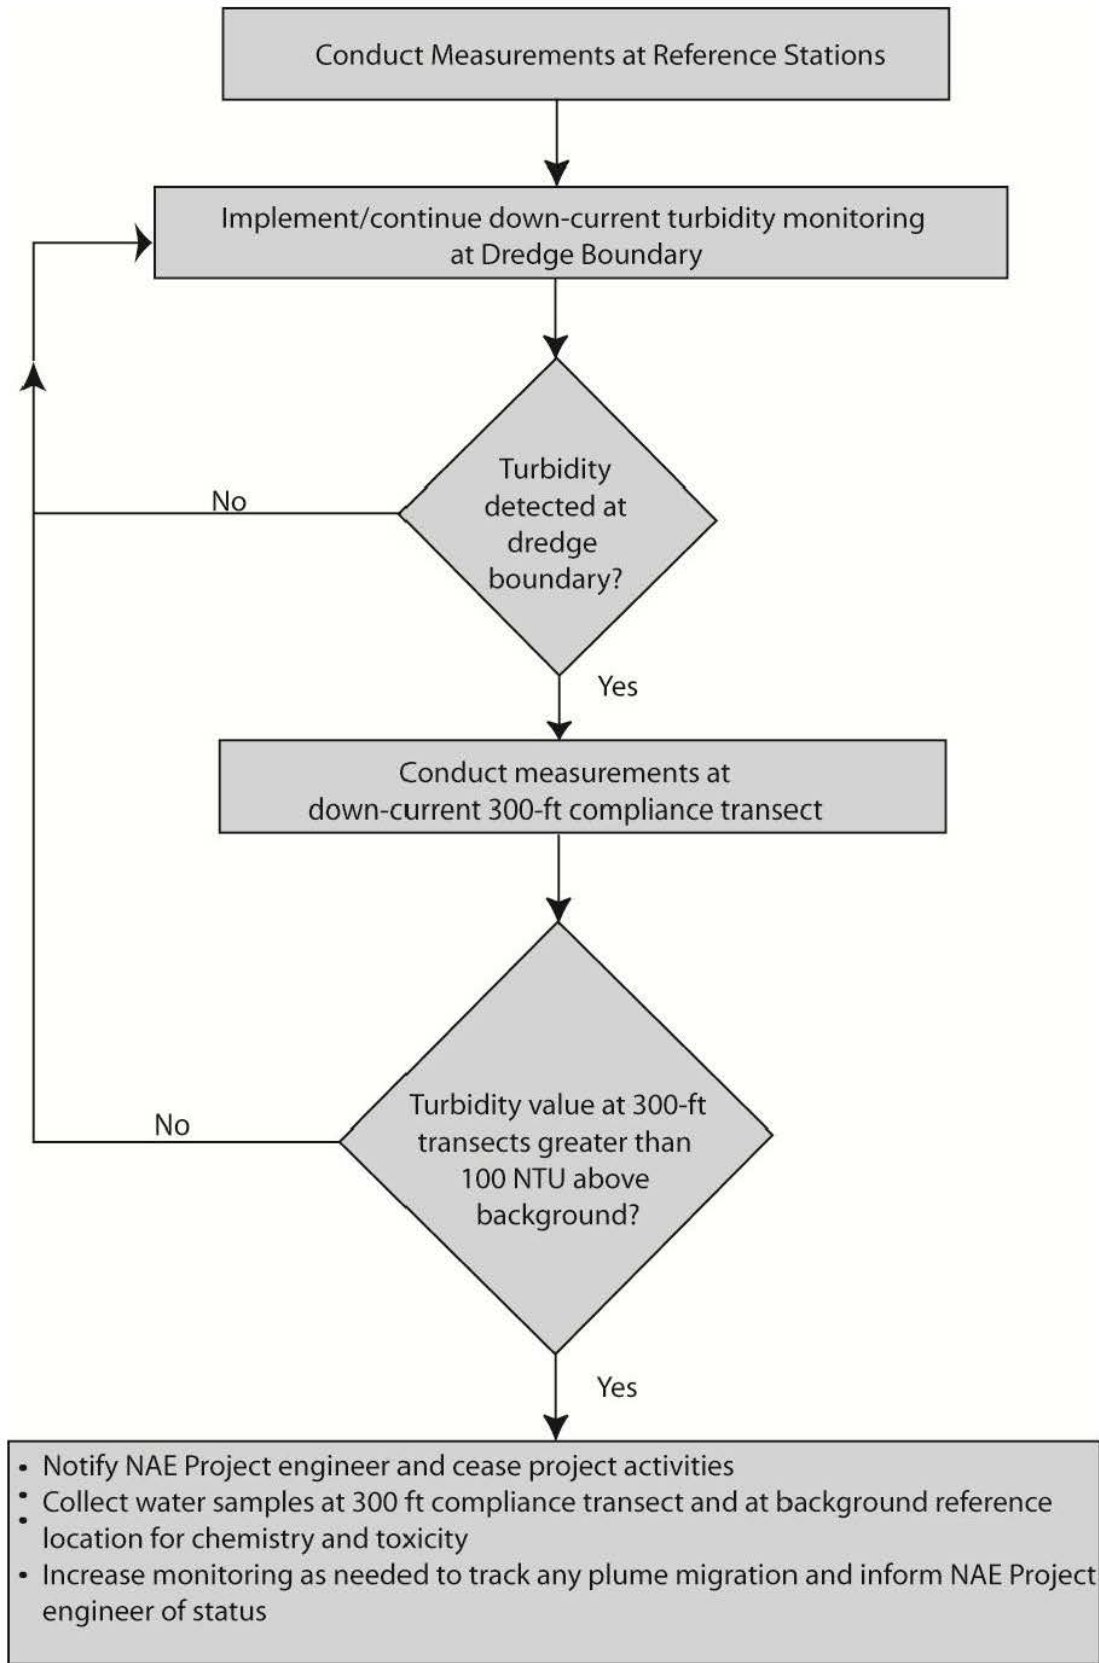 Conduct Measurements at Reference Stations
Implement/continue down-current turbidity monitoring
at Dredge Boundary
Turbidity
detected at
dredge
boundary?
No
Yes
Conduct measurements at
down-current 300-ft compliance transect
Turbidity value at 300-ft
transects greater than
100 NTU above
background?
No
Yes
• Notify NAE Project engineer and cease project activities
• Collect water samples at 300 ft compliance transect and at background reference
• location for chemistry and toxicity
• Increase monitoring as needed to track any plume migration and inform NAE Project
engineer of status